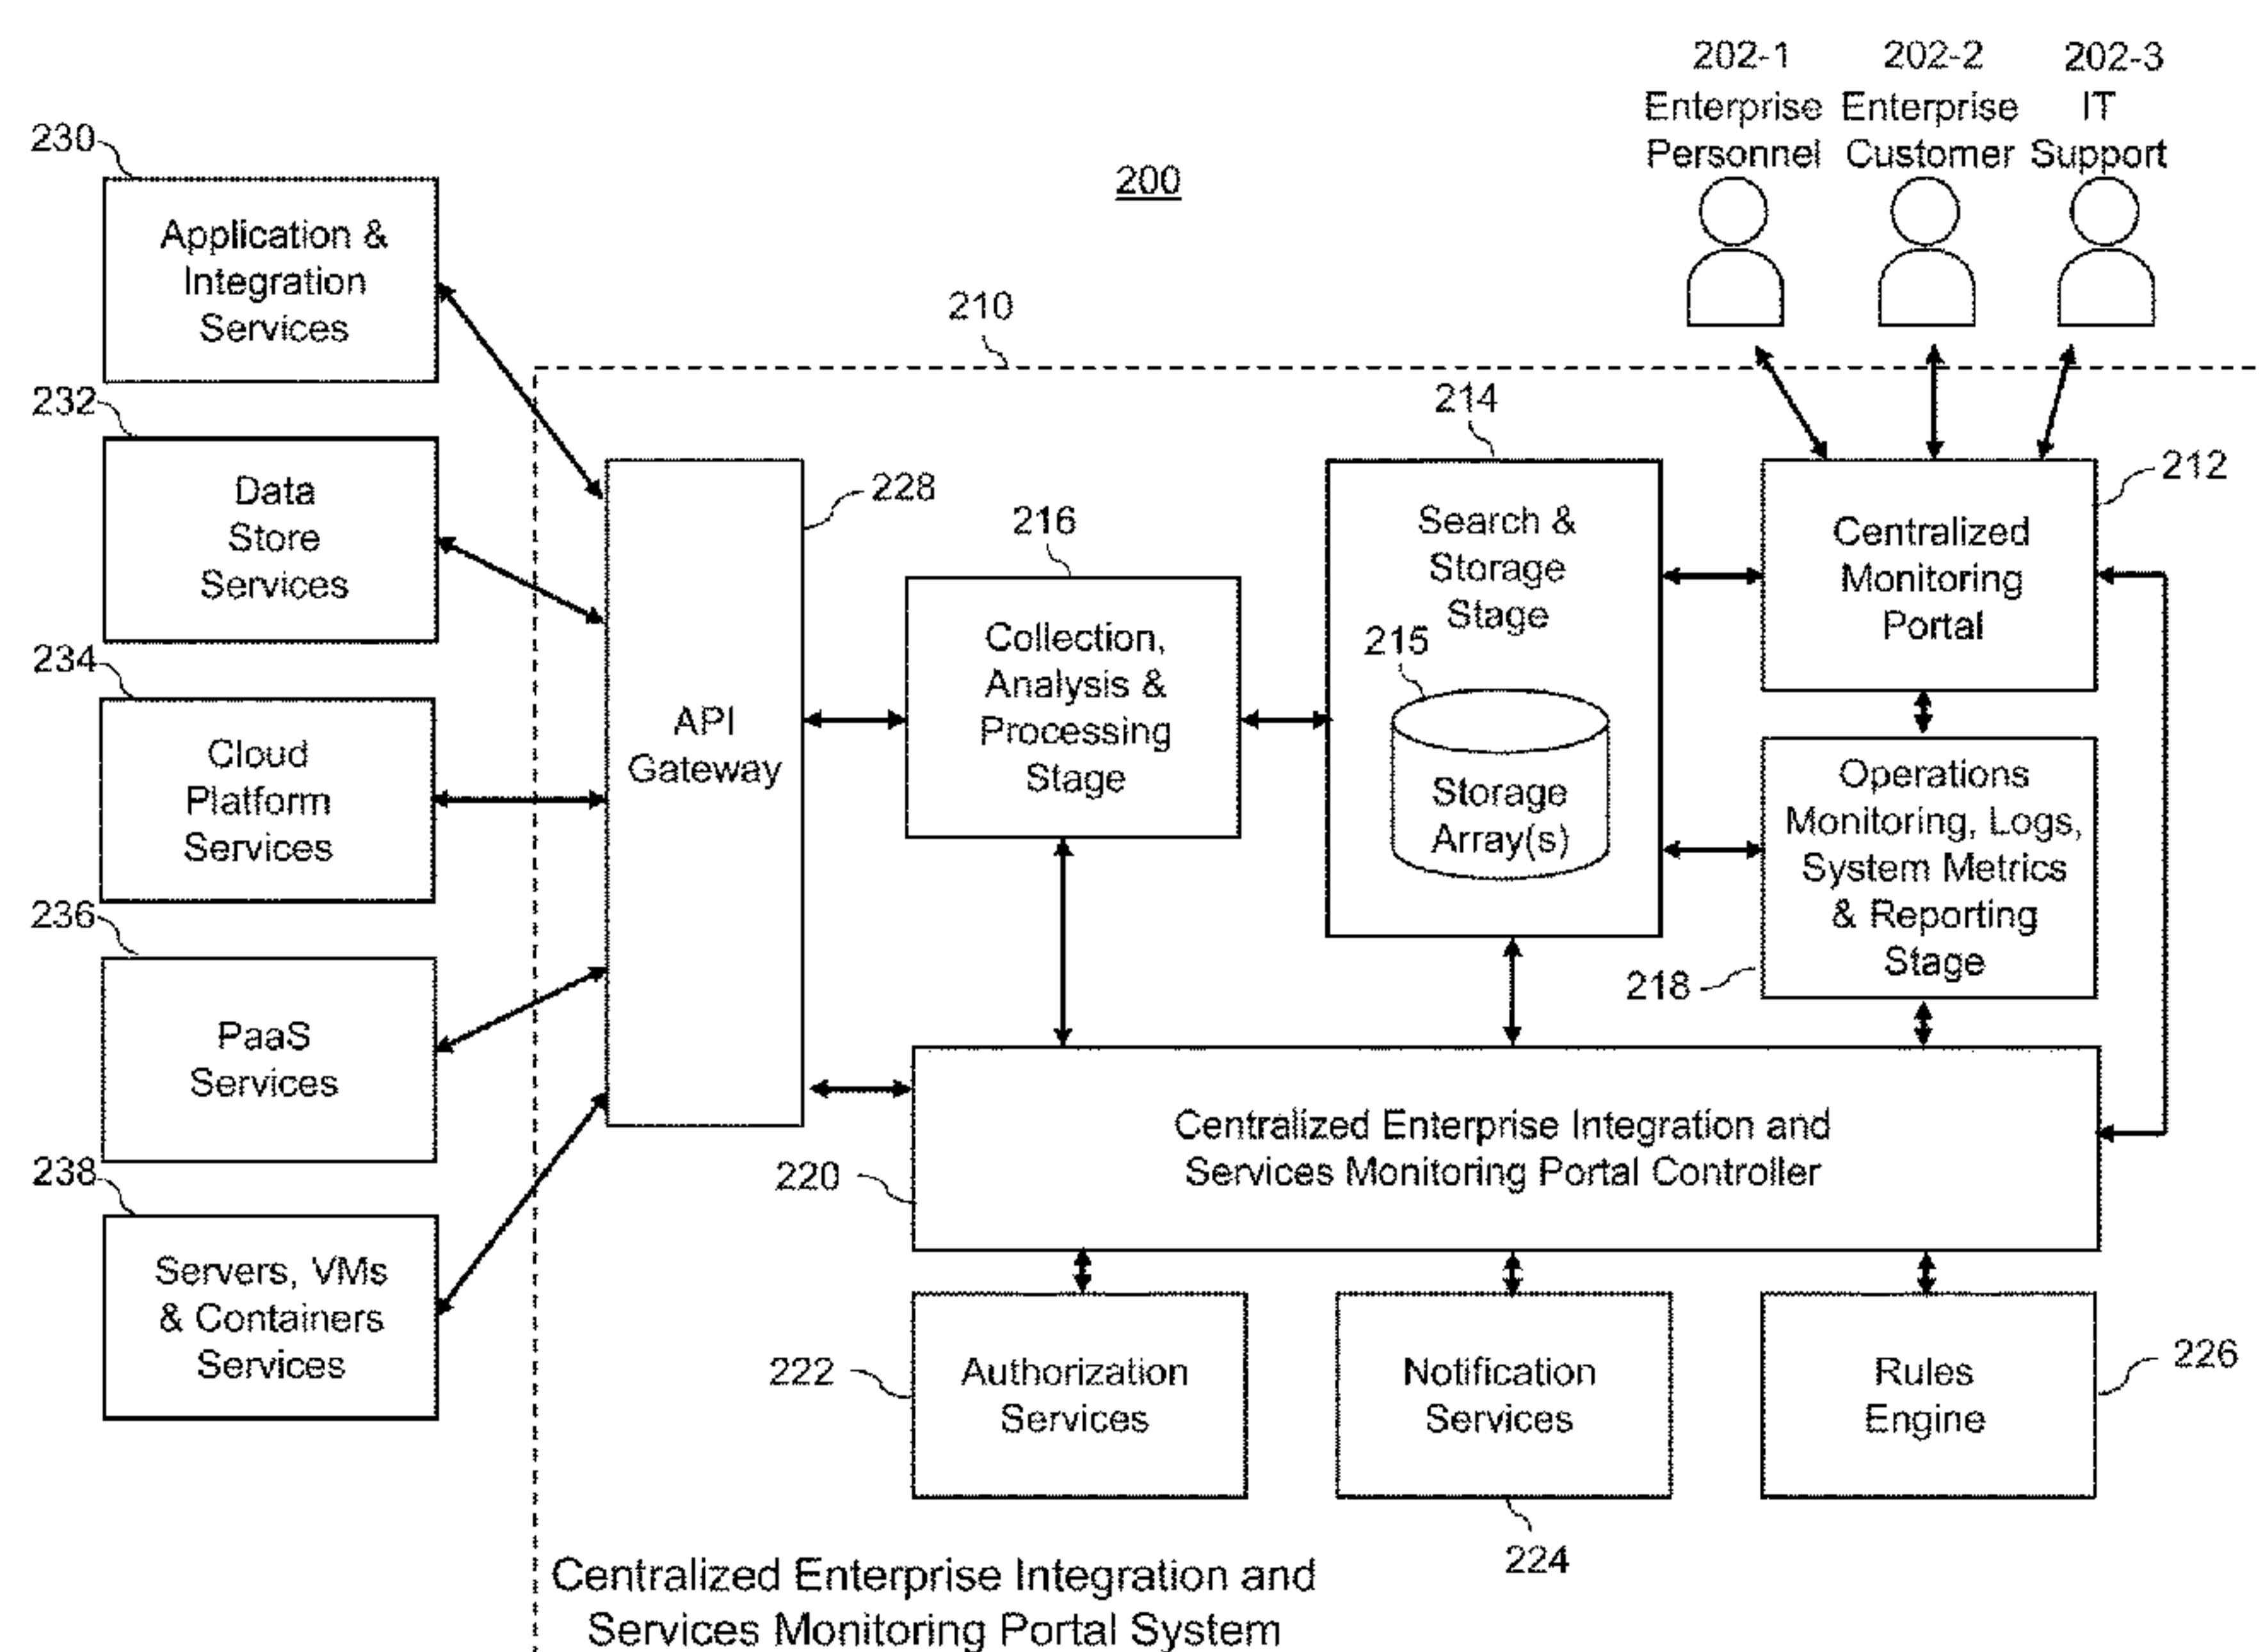 202-1
Enterprise
Personnel
202-2
Enterprise
Customer
202-3
IT
Support
200
210
230
Application &
Integration
Services
232
Data
Store
Services
234
Cloud
Platform
Services
236
PaaS
Services
238
Servers, VMs
& Containers
Services
228
API
Gateway
216
Collection,
Analysis &
Processing
Stage
214
Search &
Storage
Stage
215
Storage
Array(s)
212
Centralized
Monitoring
Portal
Operations
Monitoring, Logs,
System Metrics
& Reporting
Stage
218
Centralized Enterprise Integration and
Services Monitoring Portal Controller
220
222
Authorization
Services
Notification
Services
224
Rules
Engine
226
Centralized Enterprise Integration and
Services Monitoring Portal System